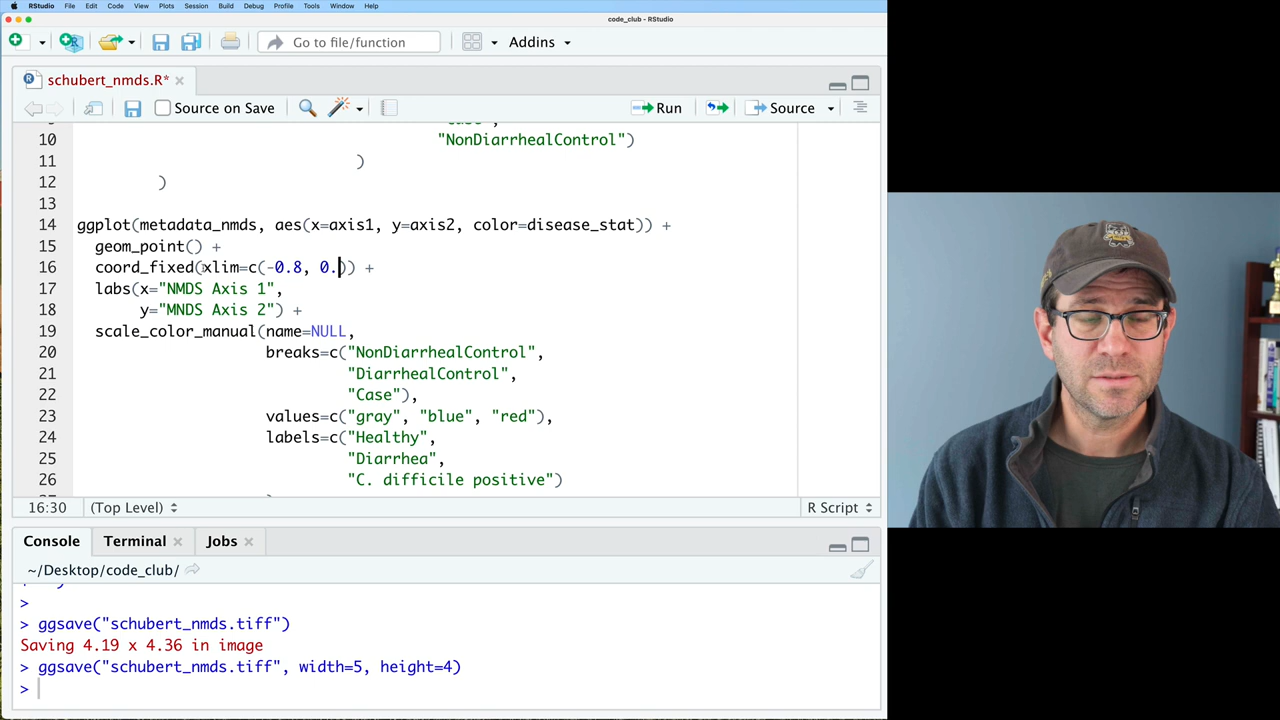 RStudio File Edit Code View Plots Session Build Debug Profile Tools Window Help
code_club - RStudio
Go to file/function Addins
schubert_nmds.R*
Source on Save Run Source
10 "NonDiarrhealControl")
11 )
12 )
13
14 ggplot(metadata_nmds, aes(x=axis1, y=axis2, color=disease_stat)) +
15 geom_point() +
16 coord_fixed(xlim=c(-0.8, 0.)) +
17 labs(x="NMDS Axis 1",
18 y="MNDS Axis 2") +
19 scale_color_manual(name=NULL,
20 breaks=c("NonDiarrhealControl",
21 "DiarrhealControl",
22 "Case"),
23 values=c("gray", "blue", "red"),
24 labels=c("Healthy",
25 "Diarrhea",
26 "C. difficile positive")
16:30 (Top Level) R Script
Console Terminal Jobs
~/Desktop/code_club/
>
> ggsave("schubert_nmds.tiff")
Saving 4.19 x 4.36 in image
> ggsave("schubert_nmds.tiff", width=5, height=4)
>